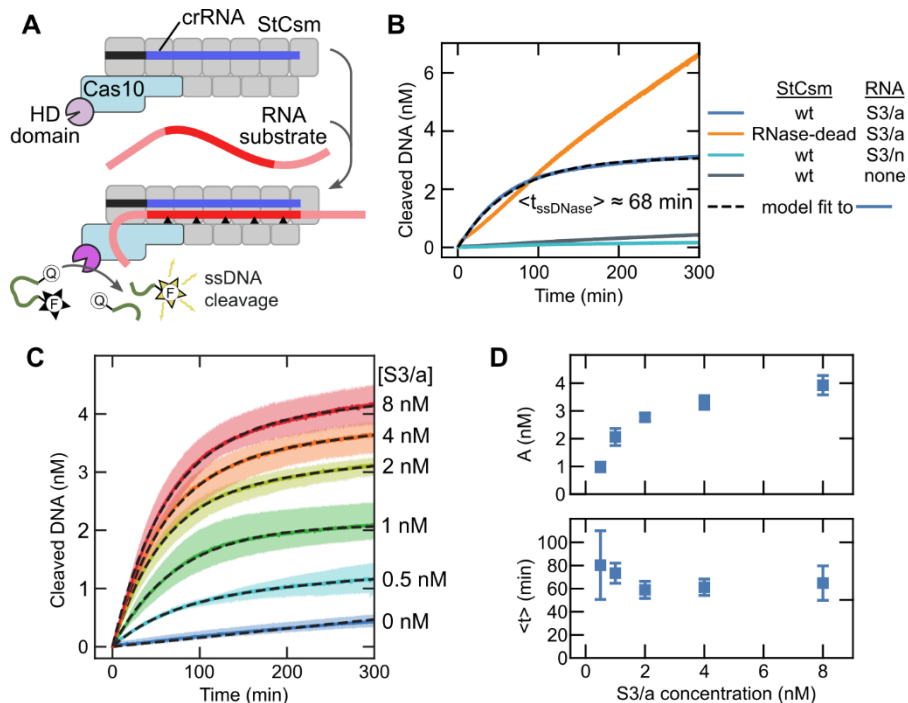 A
crRNA
StCsm
Cas10
HD
domain
RNA
substrate
Q
F
Q
F
ssDNA
cleavage
B
Cleaved DNA (nM)
6
4
2
0
<t_ssDNase> ≈ 68 min
0
100
200
300
Time (min)
StCsm RNA
wt S3/a
RNase-dead S3/a
wt S3/n
wt none
model fit to
C
Cleaved DNA (nM)
4
3
2
1
0
[S3/a]
8 nM
4 nM
2 nM
1 nM
0.5 nM
0 nM
0
100
200
300
Time (min)
D
A (nM)
4
3
2
1
0
<t> (min)
100
80
60
40
20
0
0
2
4
6
8
S3/a concentration (nM)